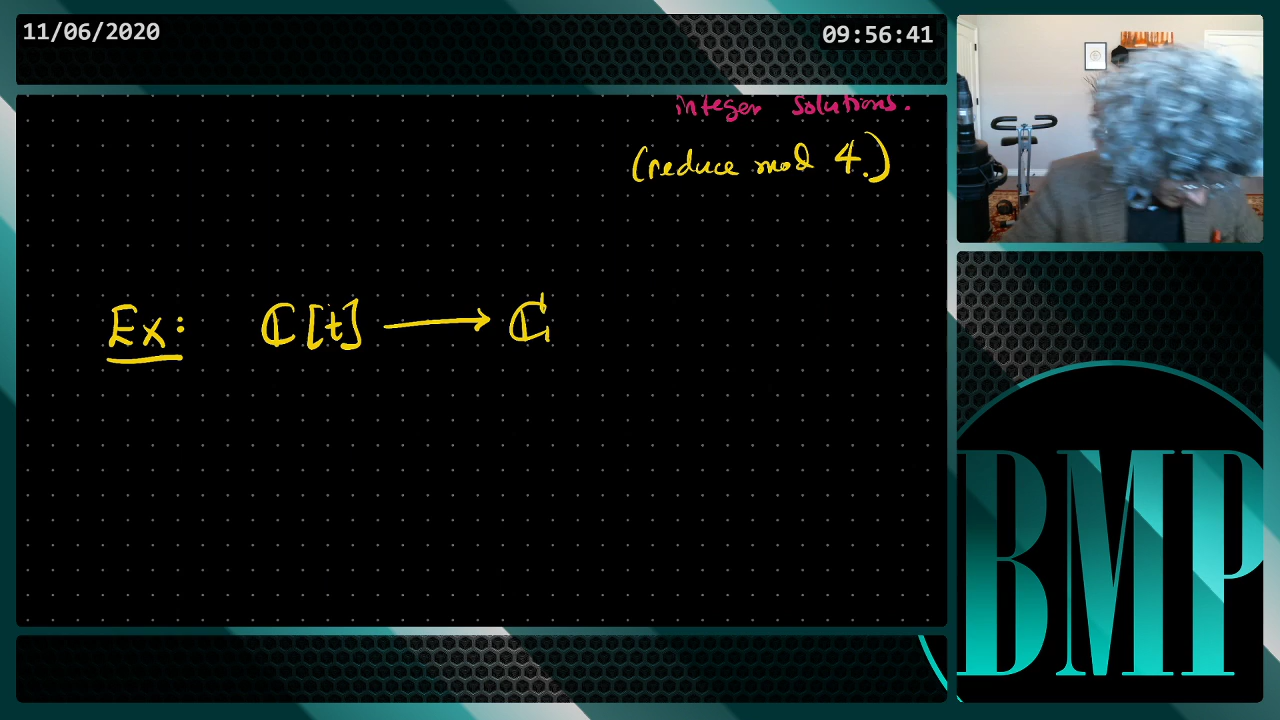 11/06/2020
09:56:41
integer solutions.
(reduce mod 4.)
Ex: ℂ[t] ⟶ ℂ
BMP